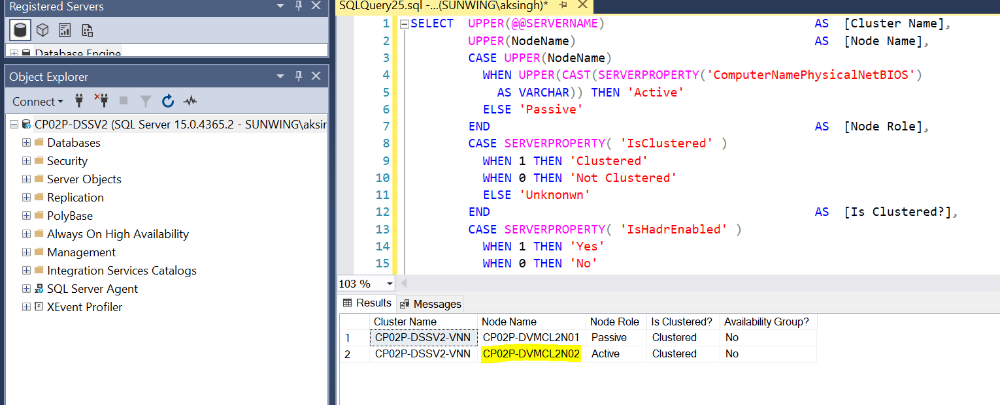 Registered Servers
Database Engine
Object Explorer
Connect
CP02P-DSSV2 (SQL Server 15.0.4365.2 - SUNWING\aksir
Databases
Security
Server Objects
Replication
PolyBase
Always On High Availability
Management
Integration Services Catalogs
SQL Server Agent
XEvent Profiler
SQLQuery25.sql -...(SUNWING\aksingh)*
1 SELECT UPPER(@@SERVERNAME) AS [Cluster Name],
2 UPPER(NodeName) AS [Node Name],
3 CASE UPPER(NodeName)
4 WHEN UPPER(CAST(SERVERPROPERTY('ComputerNamePhysicalNetBIOS')
5 AS VARCHAR)) THEN 'Active'
6 ELSE 'Passive'
7 END AS [Node Role],
8 CASE SERVERPROPERTY( 'IsClustered' )
9 WHEN 1 THEN 'Clustered'
10 WHEN 0 THEN 'Not Clustered'
11 ELSE 'Unknonwn'
12 END AS [Is Clustered?],
13 CASE SERVERPROPERTY( 'IsHadrEnabled' )
14 WHEN 1 THEN 'Yes'
15 WHEN 0 THEN 'No'
103 %
Results Messages
Cluster Name Node Name Node Role Is Clustered? Availability Group?
1 CP02P-DSSV2-VNN CP02P-DVMCL2N01 Passive Clustered No
2 CP02P-DSSV2-VNN CP02P-DVMCL2N02 Active Clustered No